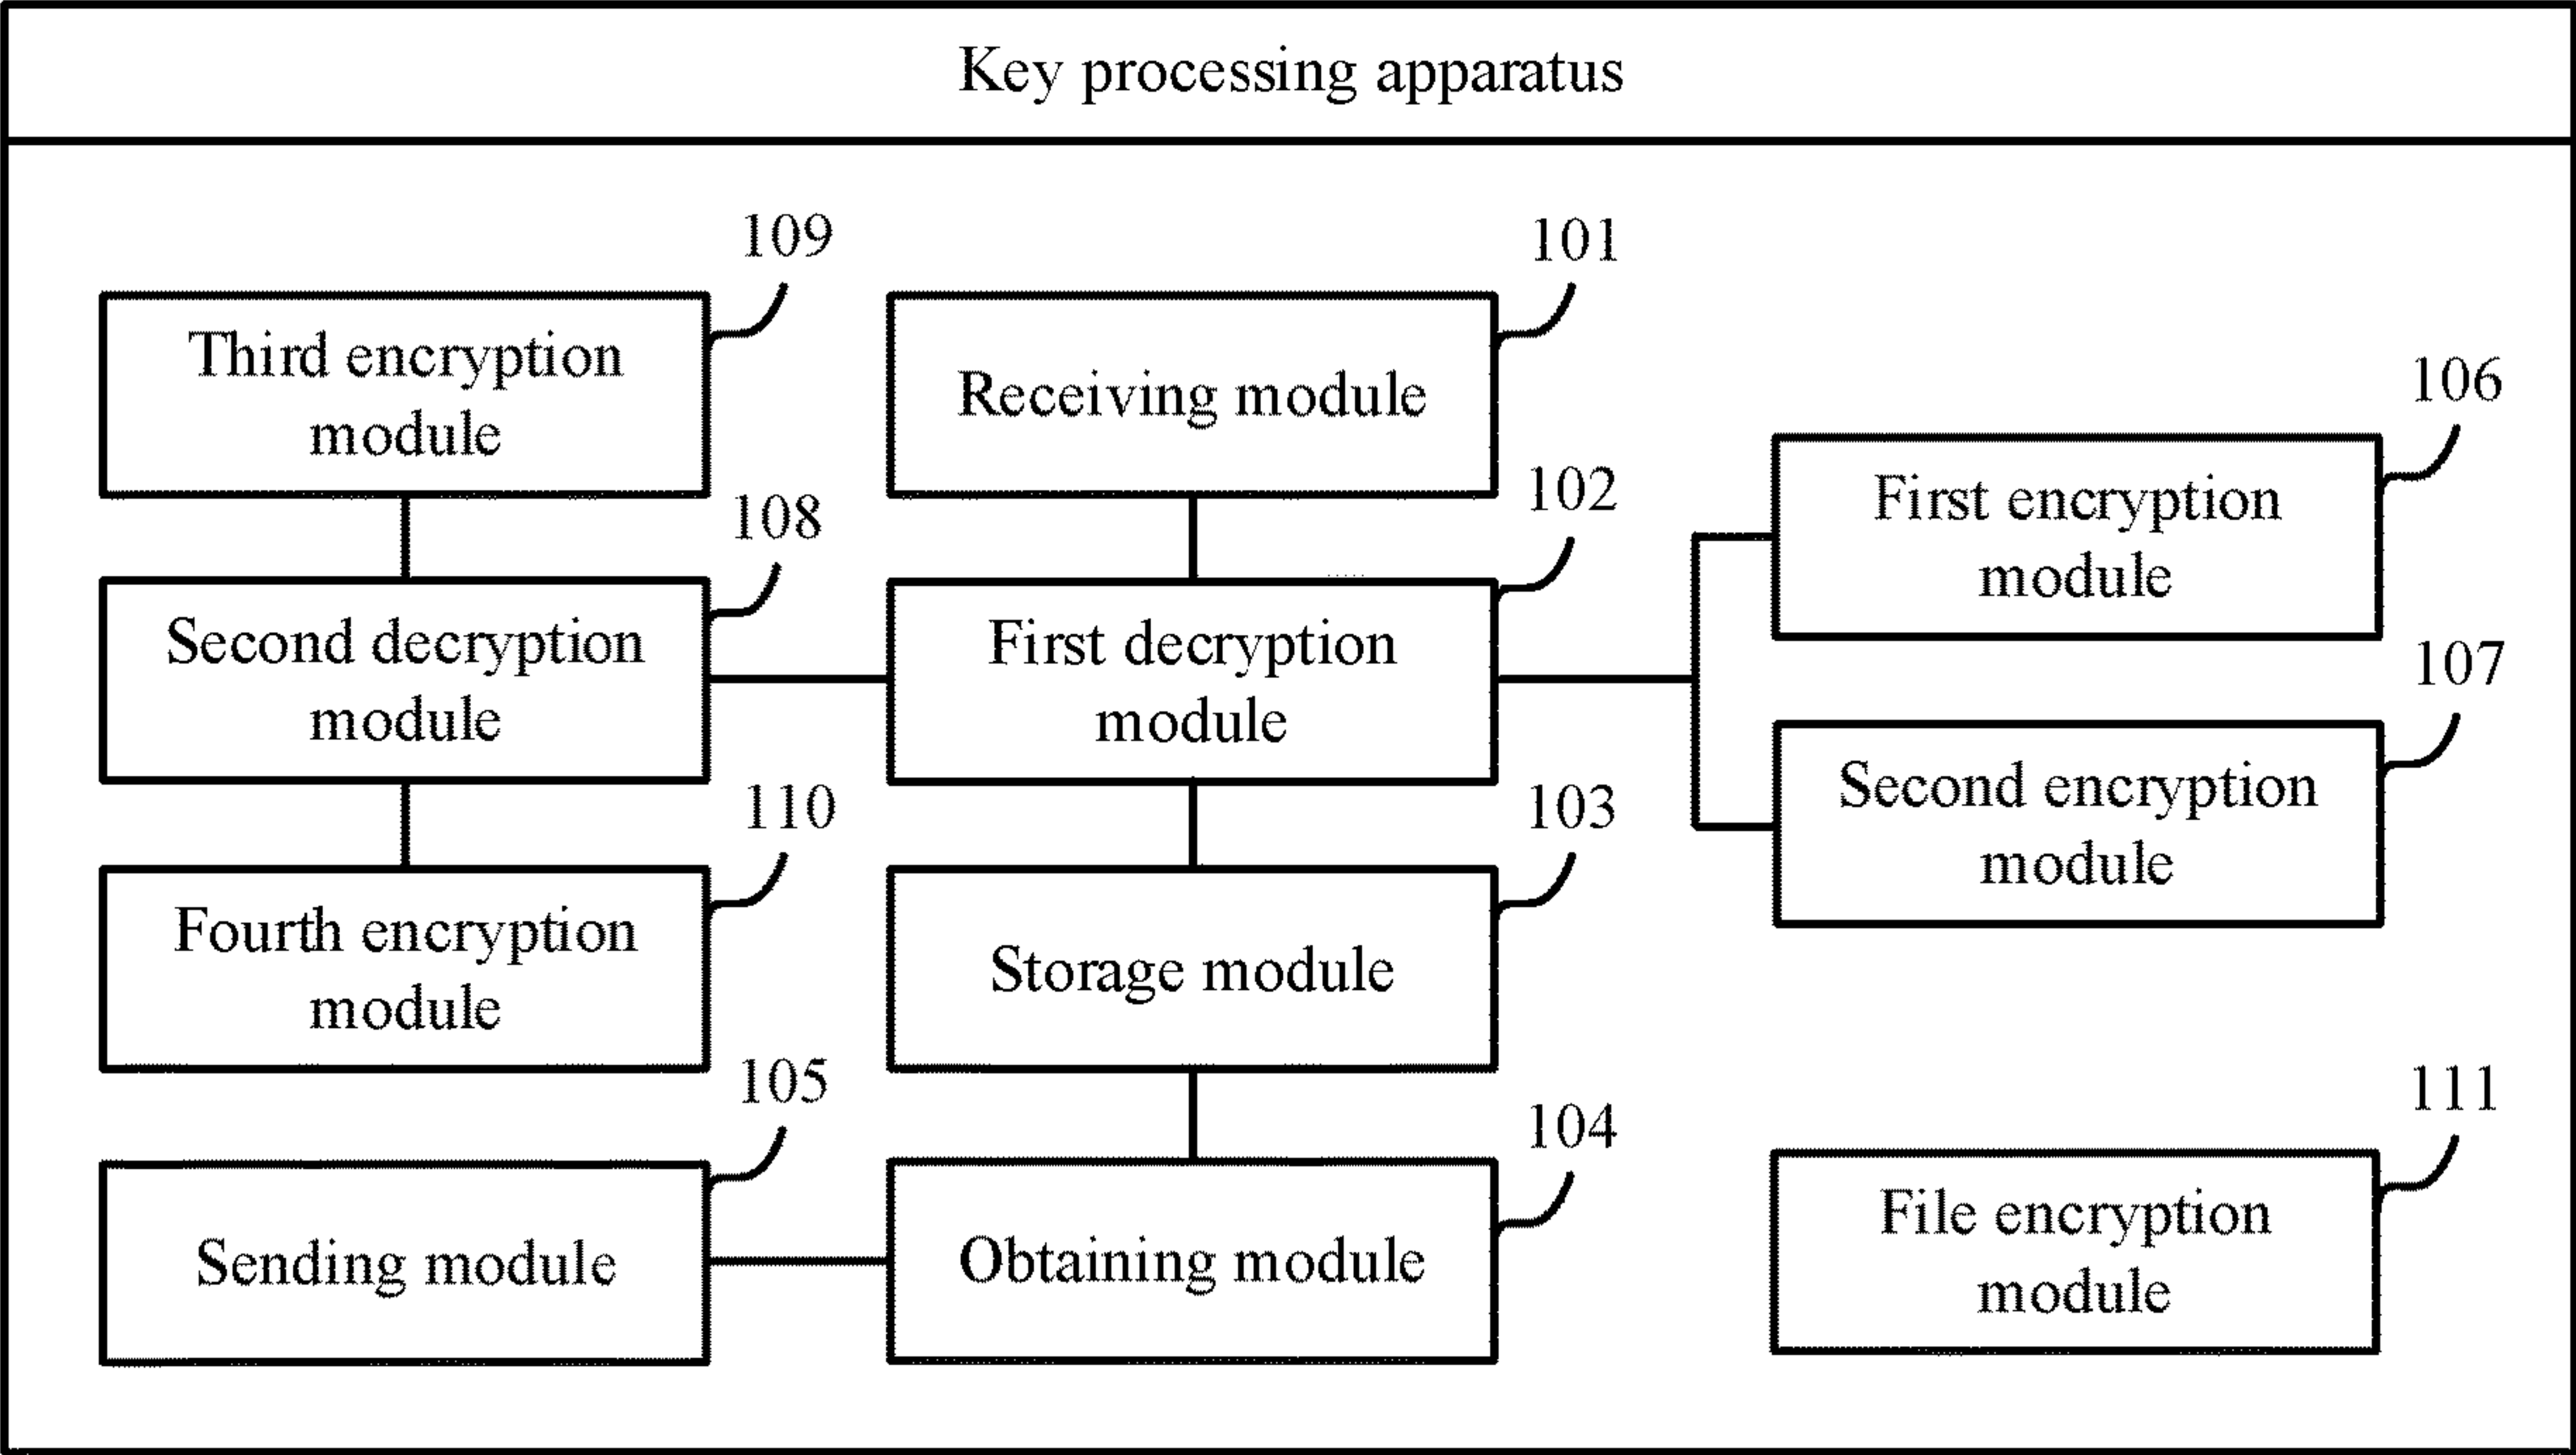 Key processing apparatus
109
101
Third encryption
module
Receiving module
106
First encryption
module
108
102
Second decryption
module
First decryption
module
107
Second encryption
module
110
103
Fourth encryption
module
Storage module
105
104
111
Sending module
Obtaining module
File encryption
module